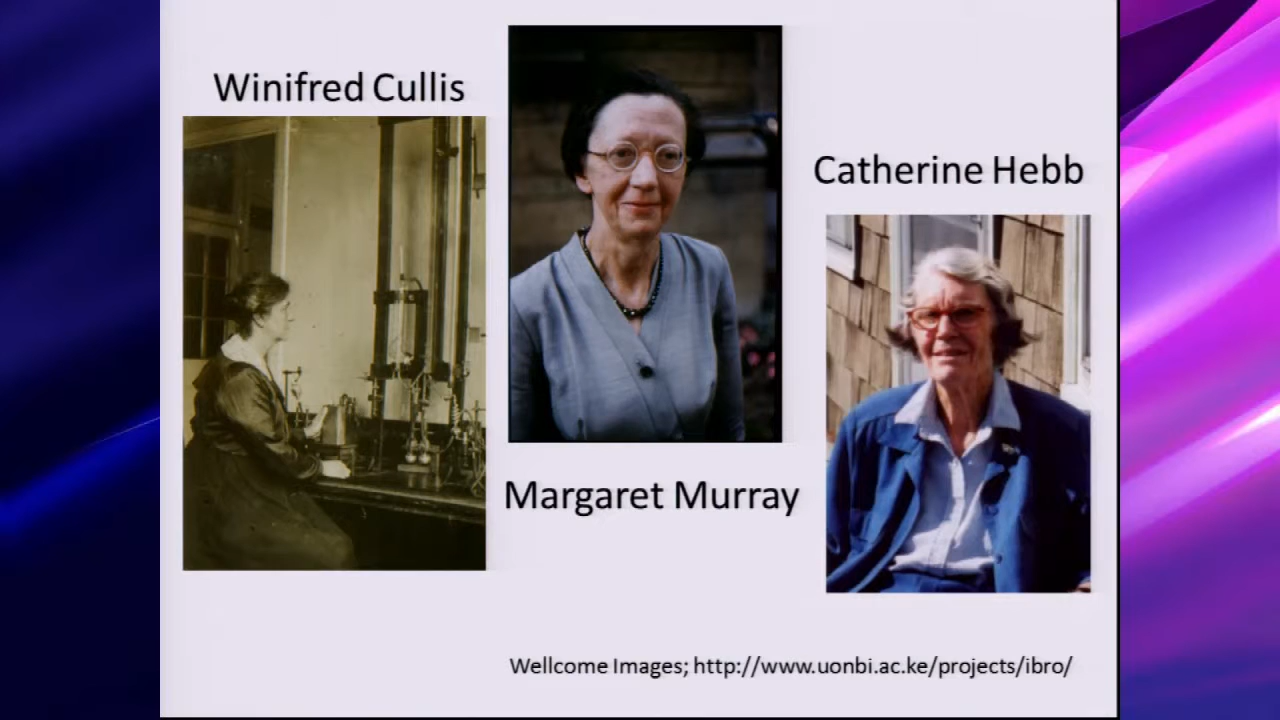 Winifred Cullis
Catherine Hebb
Margaret Murray
Wellcome Images; http://www.uonbi.ac.ke/projects/ibro/